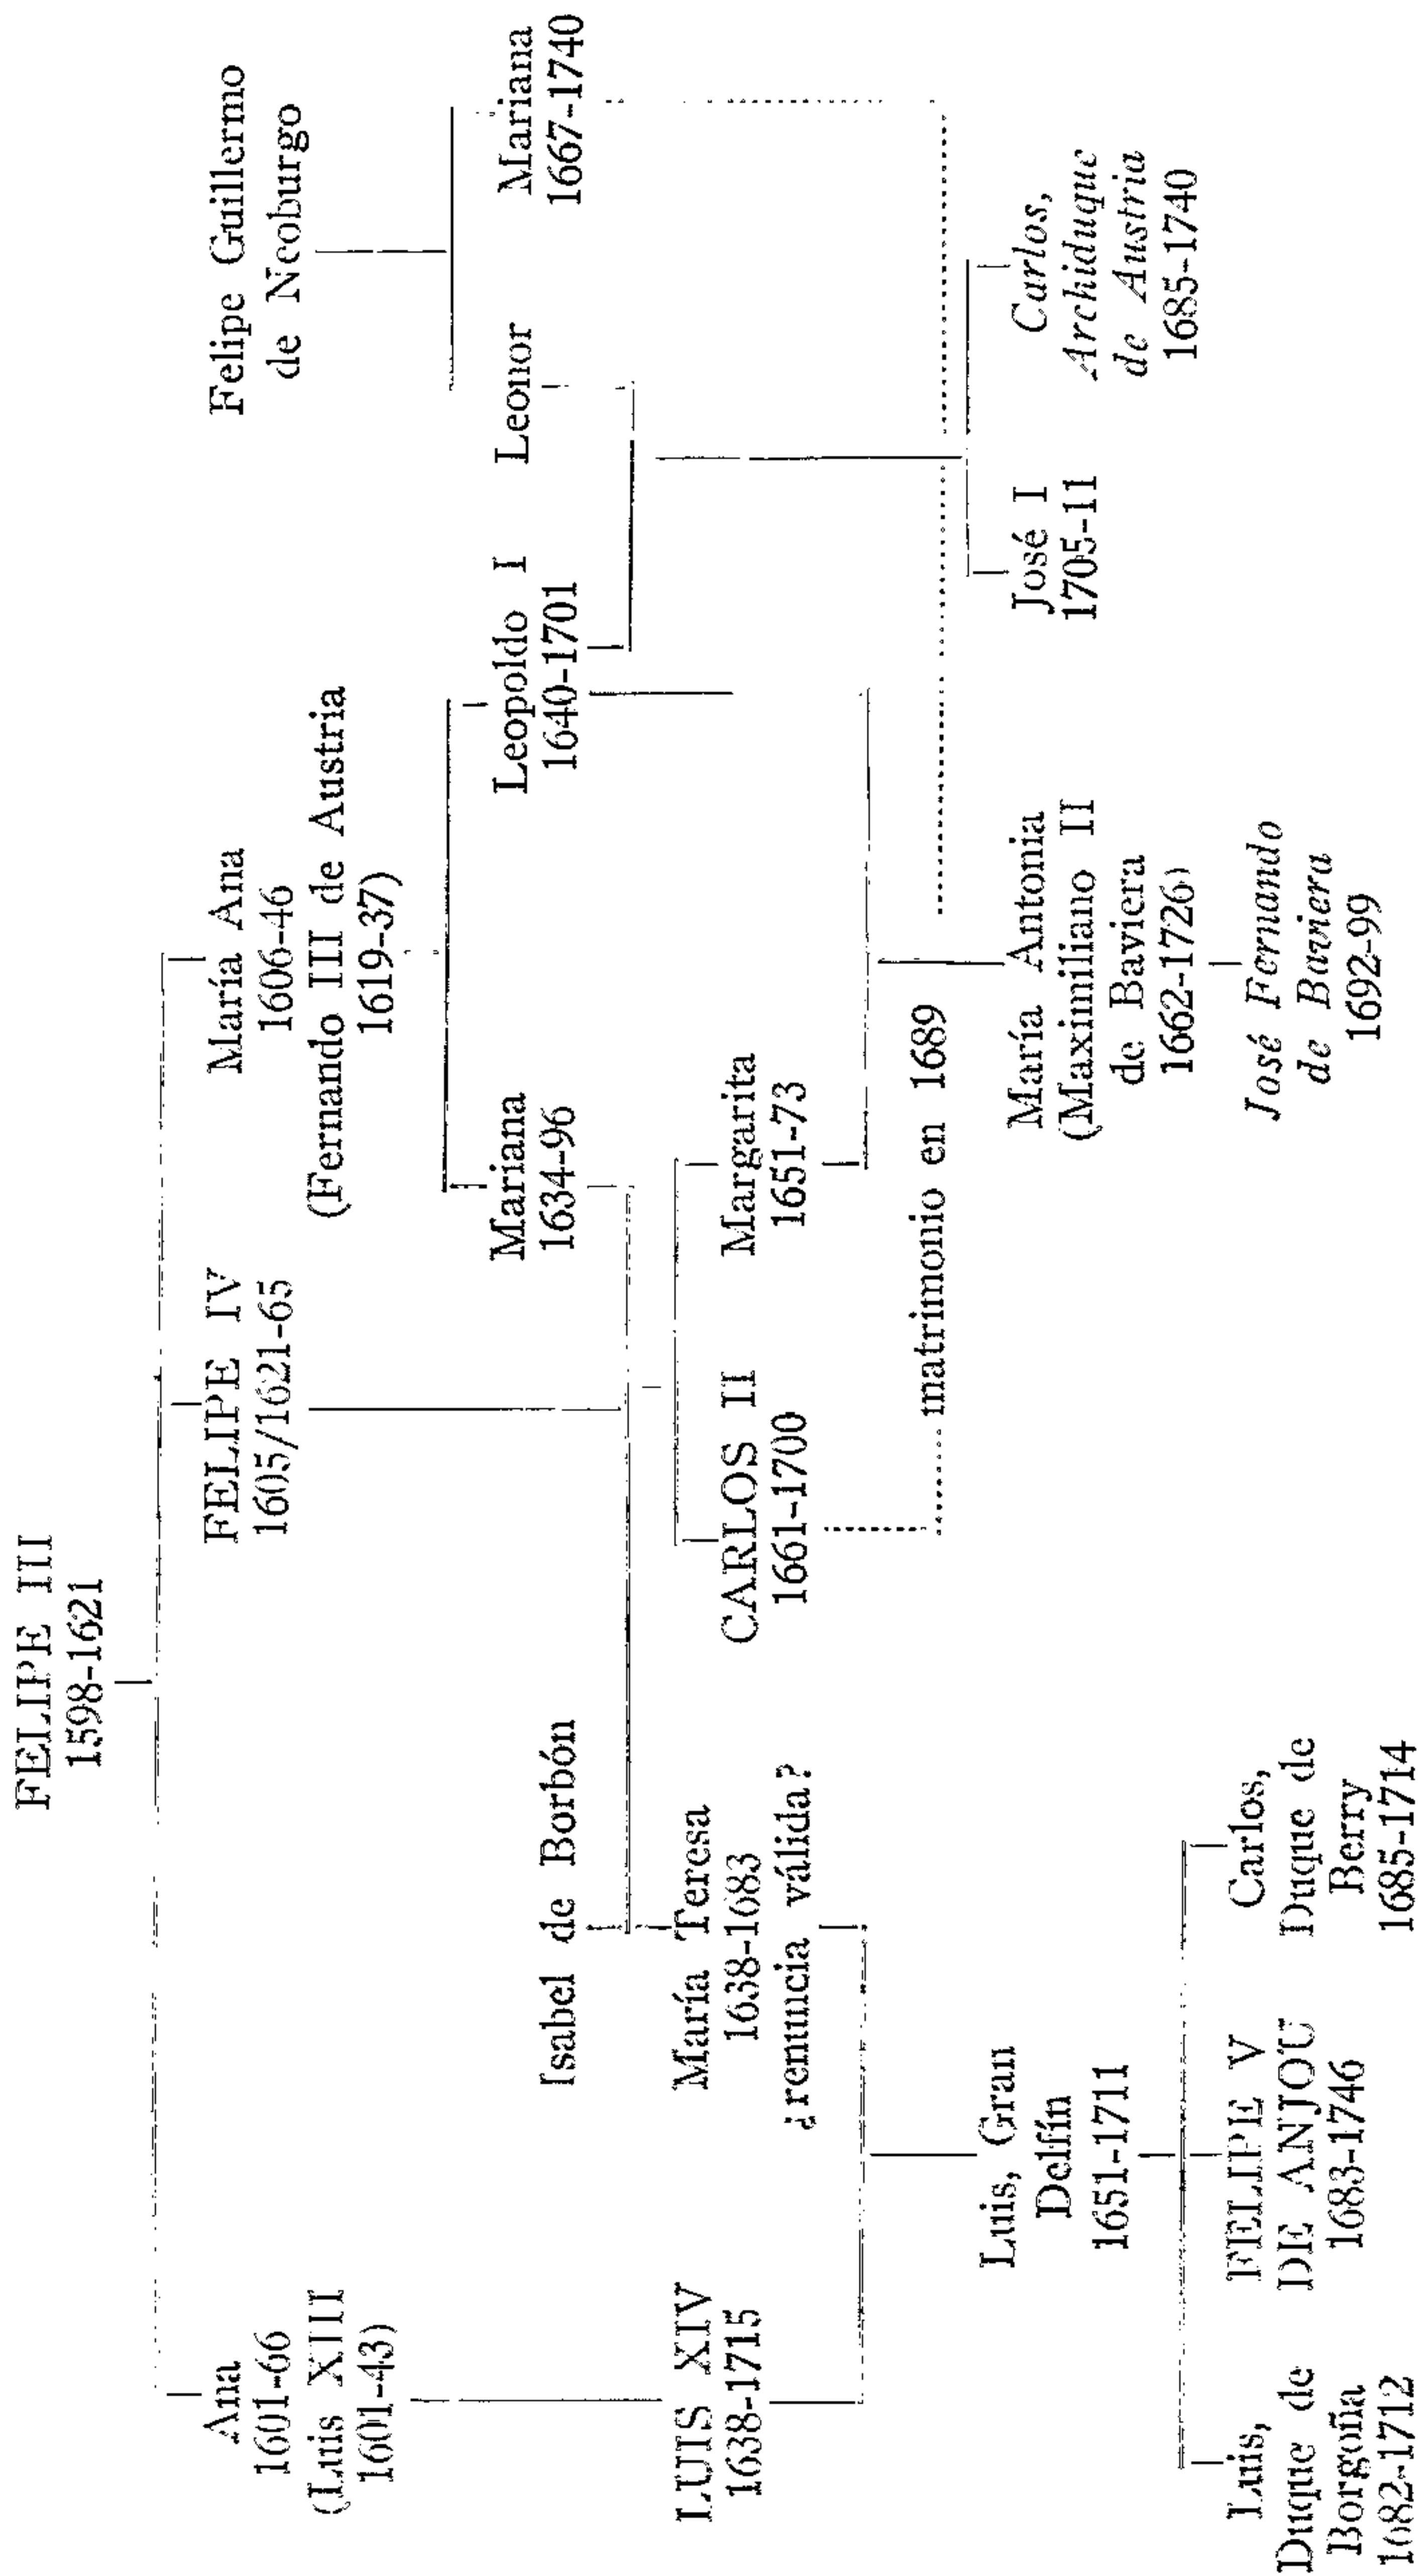 FELIPE III
1598-1621
Ana
1601-66
(Luis XIII
1601-43)
FELIPE IV
1605/1621-65
María Ana
1606-46
(Fernando III de Austria
1619-37)
Felipe Guillermo
de Neoburgo
Isabel de Borbón
Mariana
1634-96
Leopoldo I
1640-1701
Leonor
Mariana
1667-1740
LUIS XIV
1638-1715
María Teresa
1638-1683
¿renuncia válida?
CARLOS II
1661-1700
Margarita
1651-73
matrimonio en 1689
Luis, Gran
Delfín
1651-1711
María Antonia
(Maximiliano II
de Baviera
1662-1726)
José I
1705-11
Carlos,
Archiduque
de Austria
1685-1740
Luis,
Duque de
Borgoña
1682-1712
FELIPE V
DE ANJOU
1683-1746
Carlos,
Duque de
Berry
1685-1714
José Fernando
de Baviera
1692-99